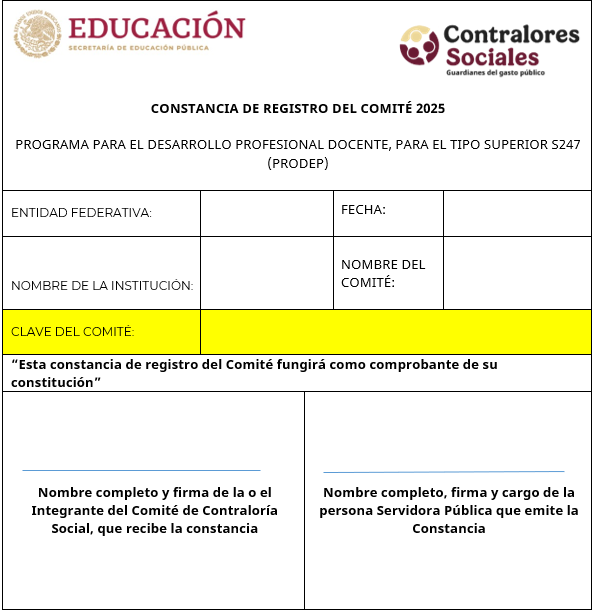 EDUCACIÓN
SECRETARÍA DE EDUCACIÓN PÚBLICA
Contralores
Sociales
Guardianes del gasto público
CONSTANCIA DE REGISTRO DEL COMITÉ 2025
PROGRAMA PARA EL DESARROLLO PROFESIONAL DOCENTE, PARA EL TIPO SUPERIOR S247
(PRODEP)
ENTIDAD FEDERATIVA:
FECHA:
NOMBRE DE LA INSTITUCIÓN:
NOMBRE DEL
COMITÉ:
CLAVE DEL COMITÉ:
“Esta constancia de registro del Comité fungirá como comprobante de su
constitución”
Nombre completo y firma de la o el
Integrante del Comité de Contraloría
Social, que recibe la constancia
Nombre completo, firma y cargo de la
persona Servidora Pública que emite la
Constancia